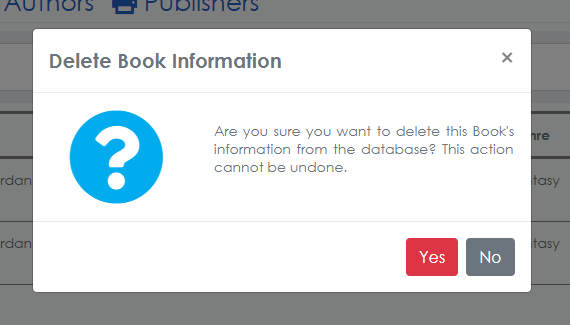 Authors Publishers
Delete Book Information ×
Are you sure you want to delete this Book's
information from the database? This action
cannot be undone.
Yes No